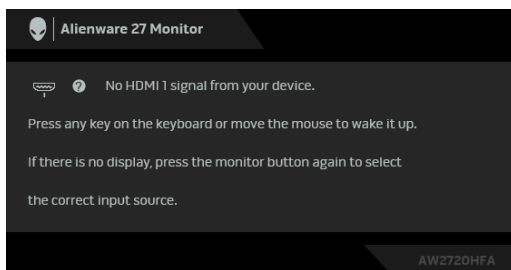 Alienware 27 Monitor
No HDMI 1 signal from your device.
Press any key on the keyboard or move the mouse to wake it up.
If there is no display, press the monitor button again to select
the correct input source.
AW2720HFA